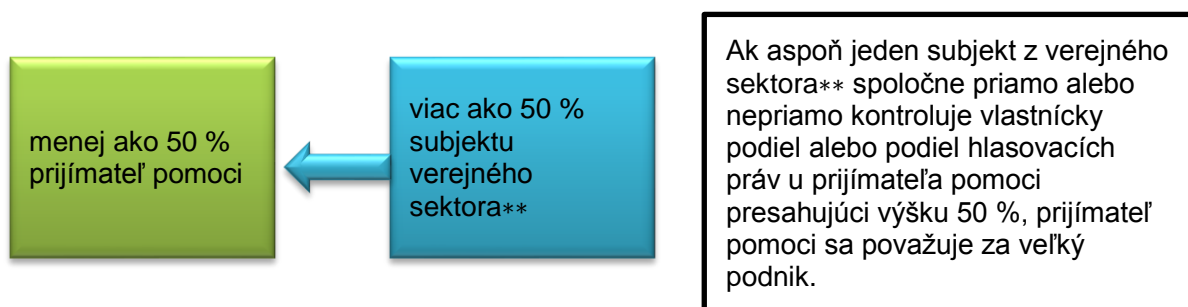 menej ako 50 %
prijímateľ pomoci
viac ako 50 %
subjektu
verejného
sektora**
Ak aspoň jeden subjekt z verejného
sektora** spoločne priamo alebo
nepriamo kontroluje vlastnícky
podiel alebo podiel hlasovacích
práv u prijímateľa pomoci
presahujúci výšku 50 %, prijímateľ
pomoci sa považuje za veľký
podnik.